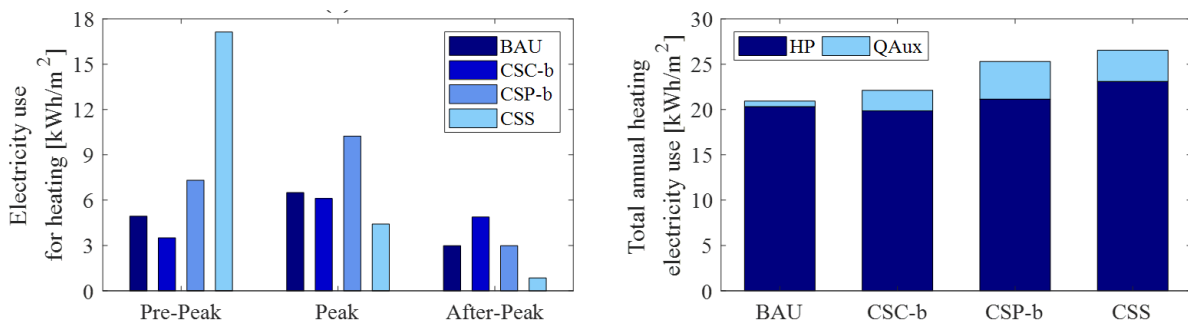 Electricity use
for heating [kWh/m²]
18
15
12
9
6
3
0
BAU
CSC-b
CSP-b
CSS
Pre-Peak Peak After-Peak
Total annual heating
electricity use [kWh/m²]
30
25
20
15
10
5
0
HP QAux
BAU CSC-b CSP-b CSS